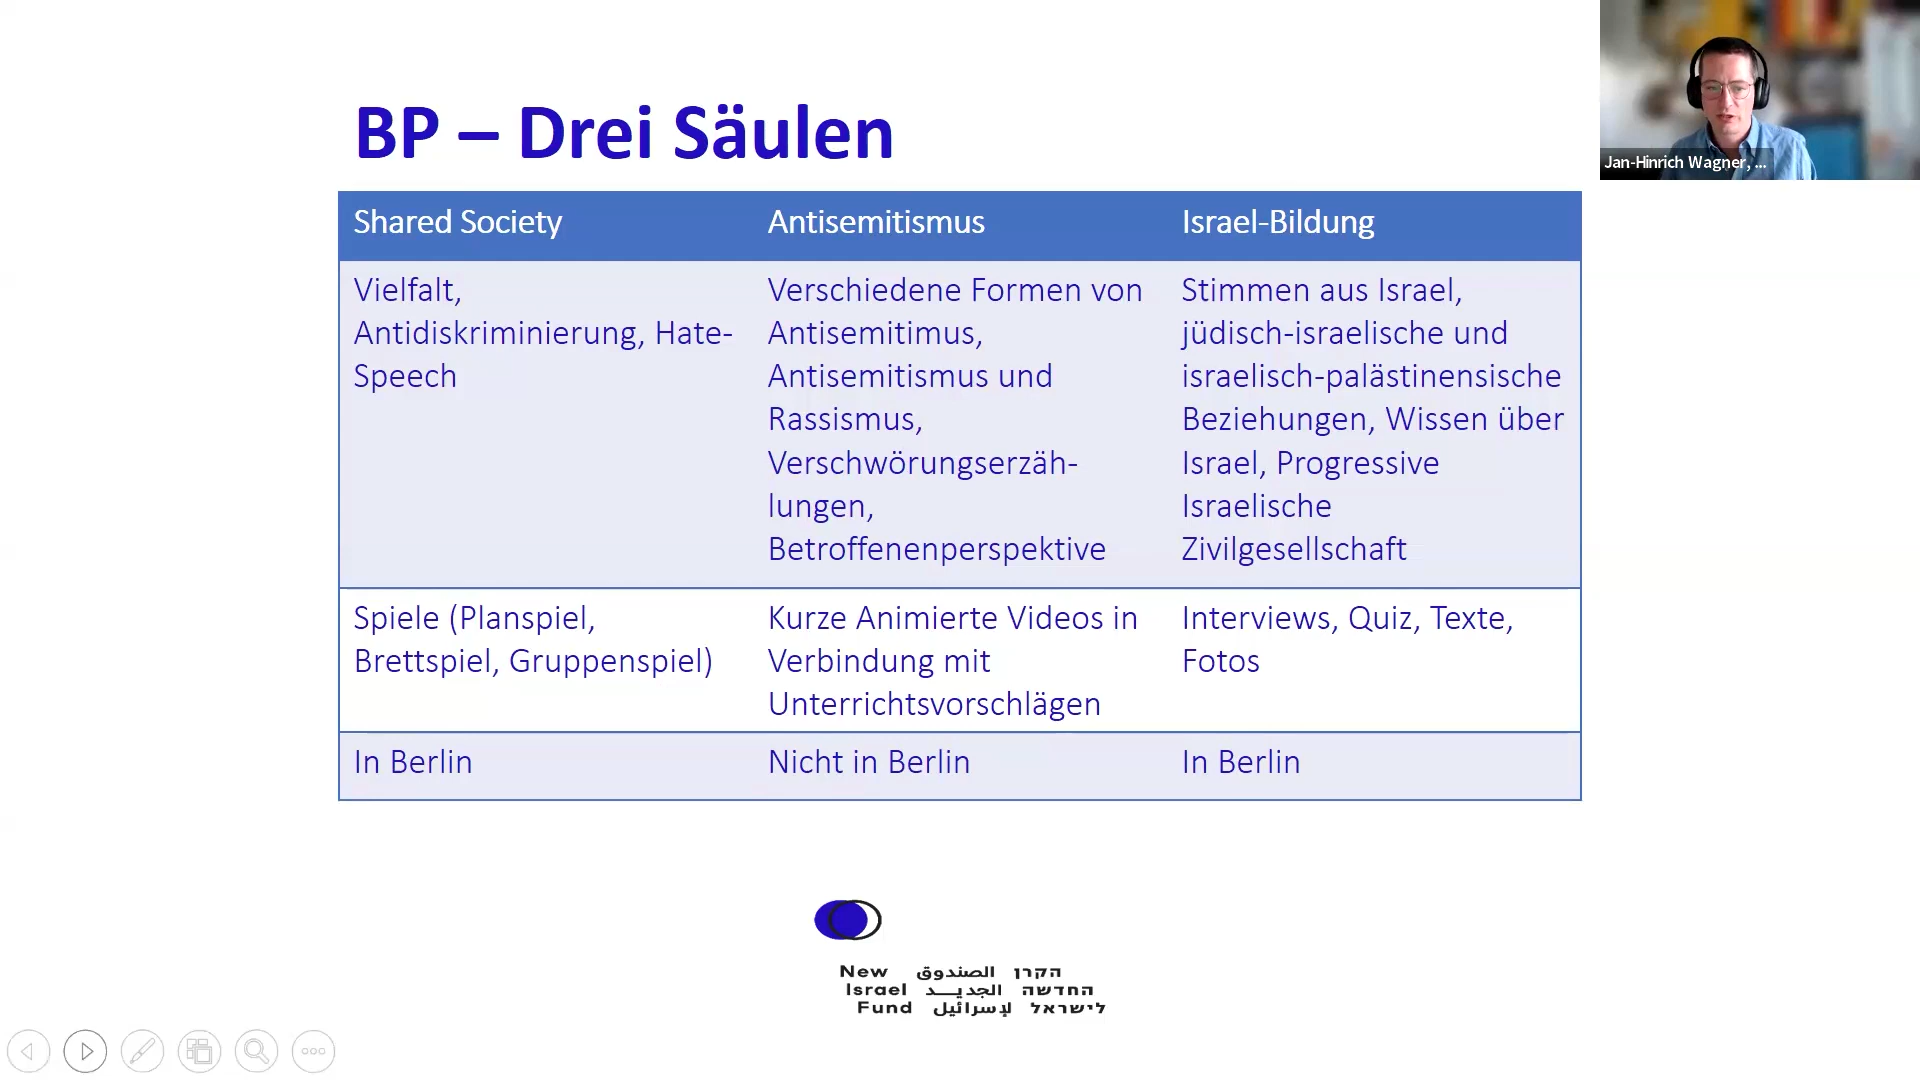 BP – Drei Säulen
Jan-Hinrich Wagner, ...
Shared Society
Antisemitismus
Israel-Bildung
Vielfalt,
Antidiskriminierung, Hate-
Speech
Verschiedene Formen von
Antisemitimus,
Antisemitismus und
Rassismus,
Verschwörungserzäh-
lungen,
Betroffenenperspektive
Stimmen aus Israel,
jüdisch-israelische und
israelisch-palästinensische
Beziehungen, Wissen über
Israel, Progressive
Israelische
Zivilgesellschaft
Spiele (Planspiel,
Brettspiel, Gruppenspiel)
Kurze Animierte Videos in
Verbindung mit
Unterrichtsvorschlägen
Interviews, Quiz, Texte,
Fotos
In Berlin
Nicht in Berlin
In Berlin
New الصندوق הקרן
Israel الجديـــد החדשה
Fund لإسرائيل לישראל